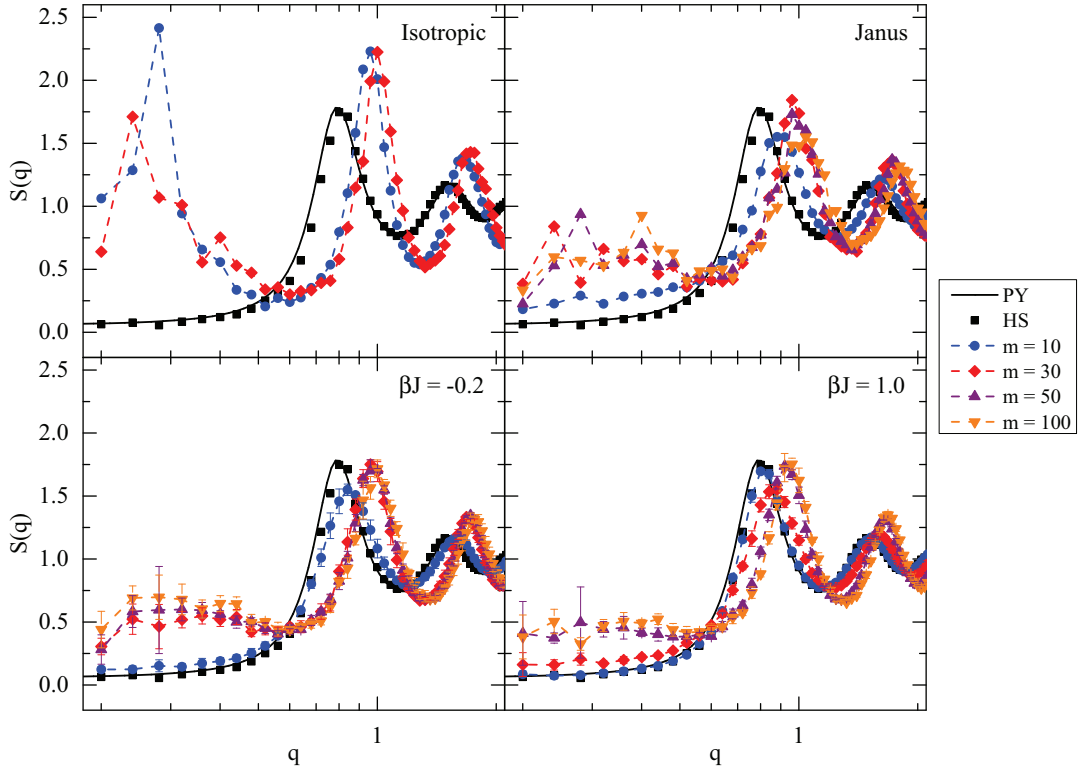 Isotropic
Janus
2.5
2.0
1.5
1.0
0.5
0.0
S(q)
PY
HS
m = 10
m = 30
m = 50
m = 100
βJ = -0.2
βJ = 1.0
2.5
2.0
1.5
1.0
0.5
0.0
S(q)
1
1
q
q